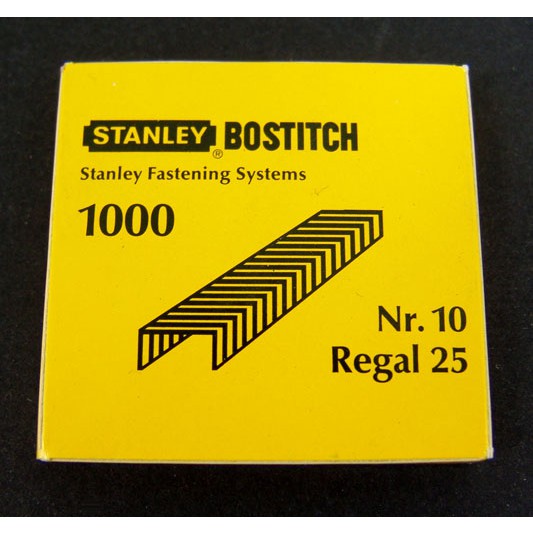 STANLEY BOSTITCH
®
Stanley Fastening Systems
1000
Nr. 10
Regal 25